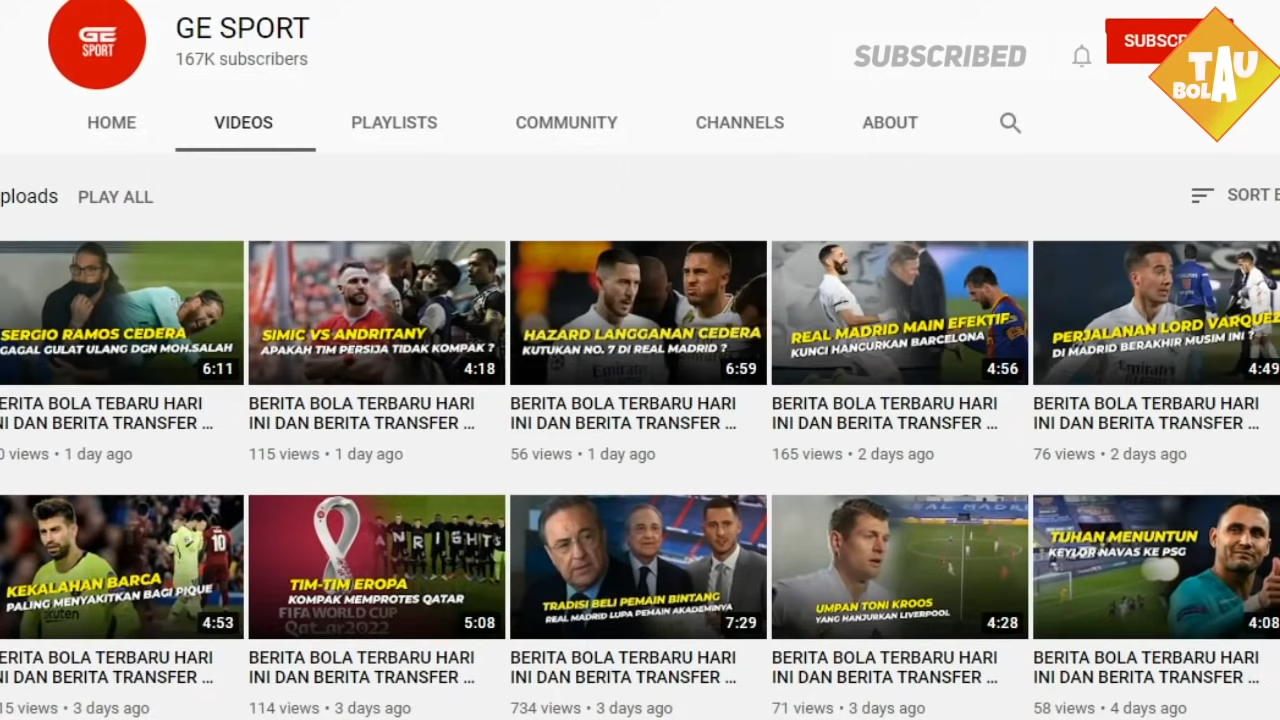 GE SPORT
GE SPORT
167K subscribers
SUBSCRIBED
TAU
BOLA
HOME
VIDEOS
PLAYLISTS
COMMUNITY
CHANNELS
ABOUT
PLAY ALL
SERGIO RAMOS CEDERA
GAGAL GULAT ULANG DGN MOH.SALAH
6:11
SIMIC VS ANDRITANY
APAKAH TIM PERSIJA TIDAK KOMPAK ?
4:18
HAZARD LANGGANAN CEDERA
KUTUKAN NO. 7 DI REAL MADRID ?
6:59
REAL MADRID MAIN EFEKTIF
KUNCI HANCURKAN BARCELONA
4:56
PERJALANAN LORD VARQUEZ
DI MADRID BERAKHIR MUSIM INI ?
4:49
BOLA TEBARU HARI
DAN BERITA TRANSFER ...
views • 1 day ago
BERITA BOLA TERBARU HARI
INI DAN BERITA TRANSFER ...
115 views • 1 day ago
BERITA BOLA TERBARU HARI
INI DAN BERITA TRANSFER ...
56 views • 1 day ago
BERITA BOLA TERBARU HARI
INI DAN BERITA TRANSFER ...
165 views • 2 days ago
BERITA BOLA TERBARU HARI
INI DAN BERITA TRANSFER ...
76 views • 2 days ago
KEKALAHAN BARCA
PALING MENYAKITKAN BAGI PIQUE
10
4:53
TIM-TIM EROPA
KOMPAK MEMPROTES QATAR
FIFA WORLD CUP
Qatar2022
5:08
TRADISI BELI PEMAIN BINTANG
REAL MADRID LUPA PEMAIN AKADEMINYA
7:29
UMPAN TONI KROOS
YANG HANJURKAN LIVERPOOL
4:28
TUHAN MENUNTUN
KEYLOR NAVAS KE PSG
4:08
BOLA TERBARU HARI
DAN BERITA TRANSFER ...
views • 3 days ago
BERITA BOLA TERBARU HARI
INI DAN BERITA TRANSFER ...
114 views • 3 days ago
BERITA BOLA TERBARU HARI
INI DAN BERITA TRANSFER ...
734 views • 3 days ago
BERITA BOLA TERBARU HARI
INI DAN BERITA TRANSFER ...
71 views • 3 days ago
BERITA BOLA TERBARU HARI
INI DAN BERITA TRANSFER ...
58 views • 4 days ago